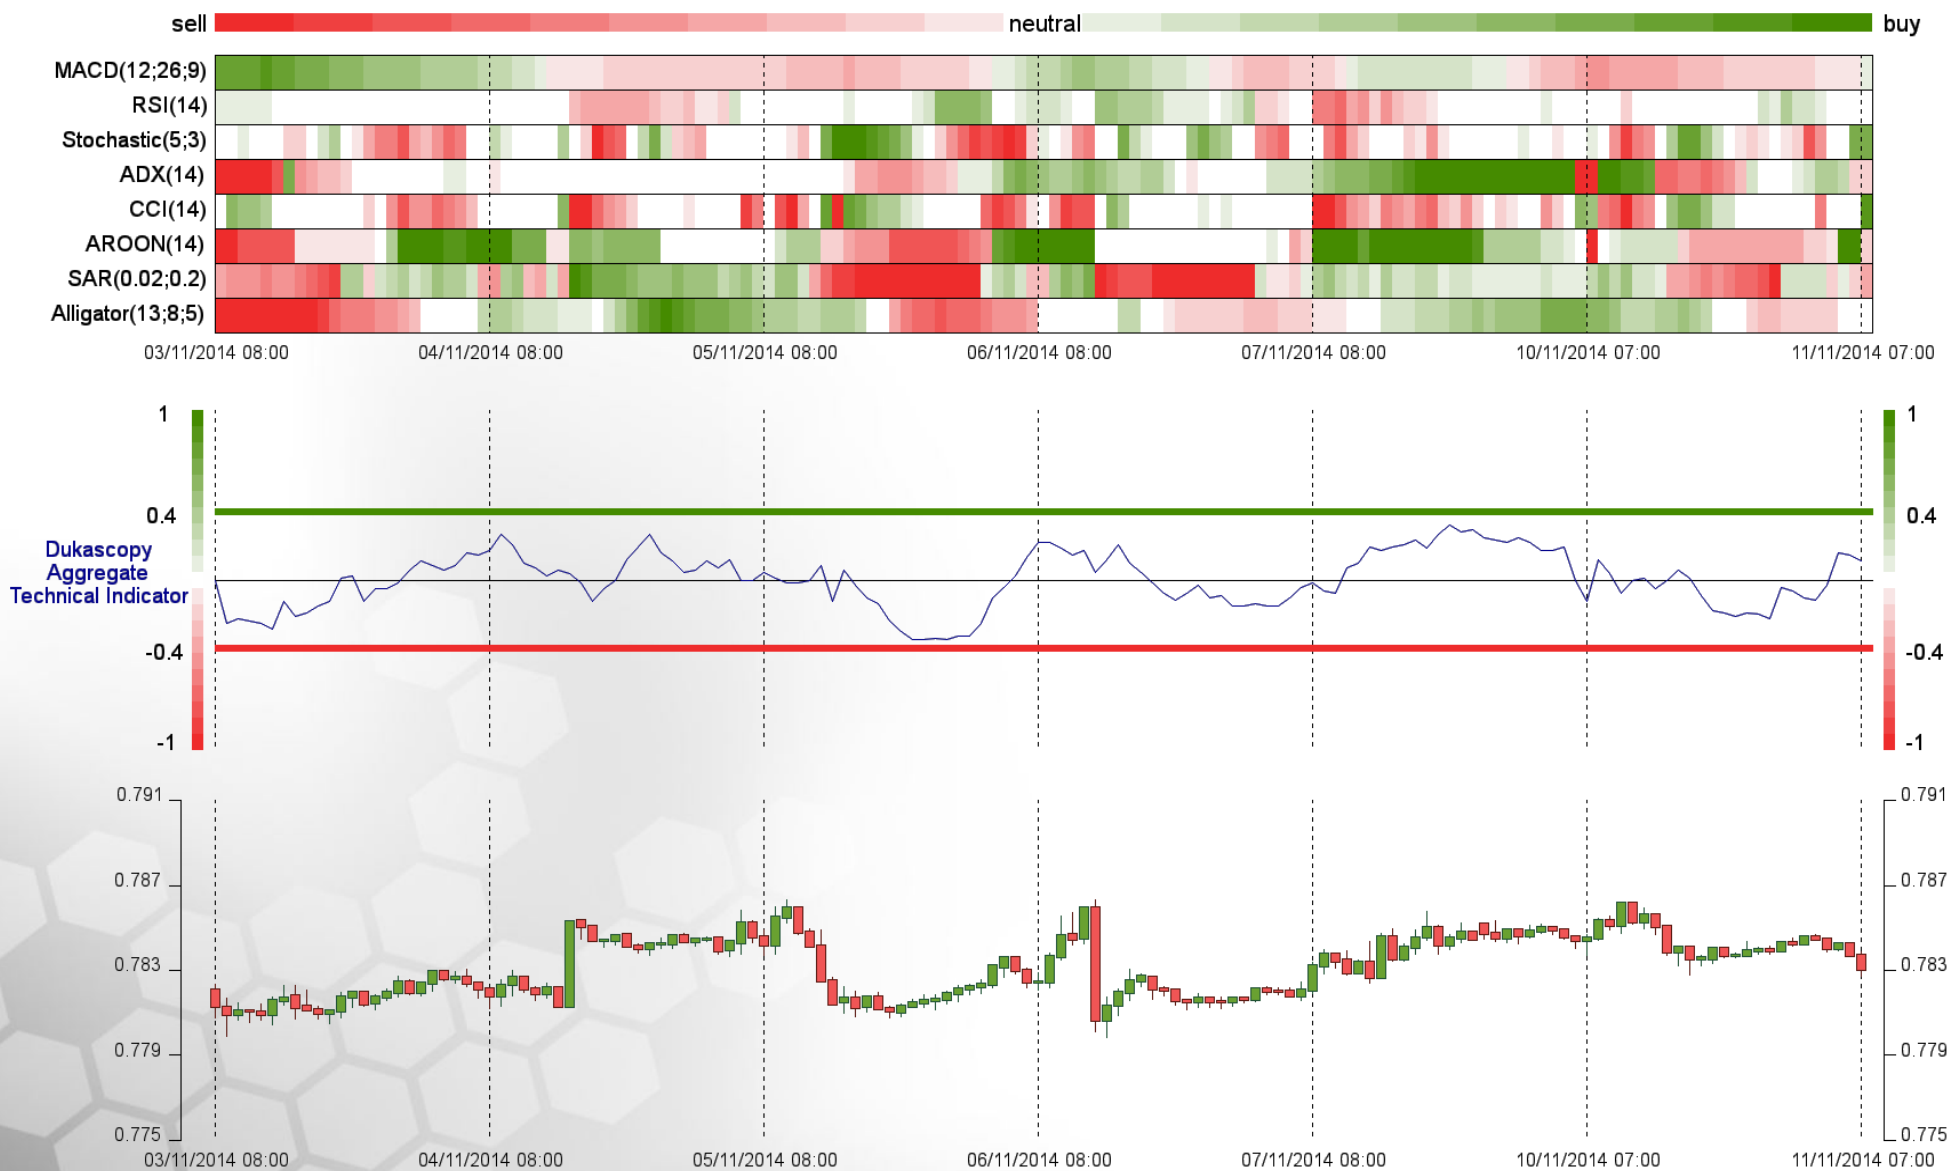 sell neutral buy
MACD(12;26;9)
RSI(14)
Stochastic(5;3)
ADX(14)
CCI(14)
AROON(14)
SAR(0.02;0.2)
Alligator(13;8;5)
03/11/2014 08:00 04/11/2014 08:00 05/11/2014 08:00 06/11/2014 08:00 07/11/2014 08:00 10/11/2014 07:00 11/11/2014 07:00
1 1
0.4 0.4
Dukascopy
Aggregate
Technical Indicator
-0.4 -0.4
-1 -1
0.791 0.791
0.787 0.787
0.783 0.783
0.779 0.779
0.775 0.775
03/11/2014 08:00 04/11/2014 08:00 05/11/2014 08:00 06/11/2014 08:00 07/11/2014 08:00 10/11/2014 07:00 11/11/2014 07:00